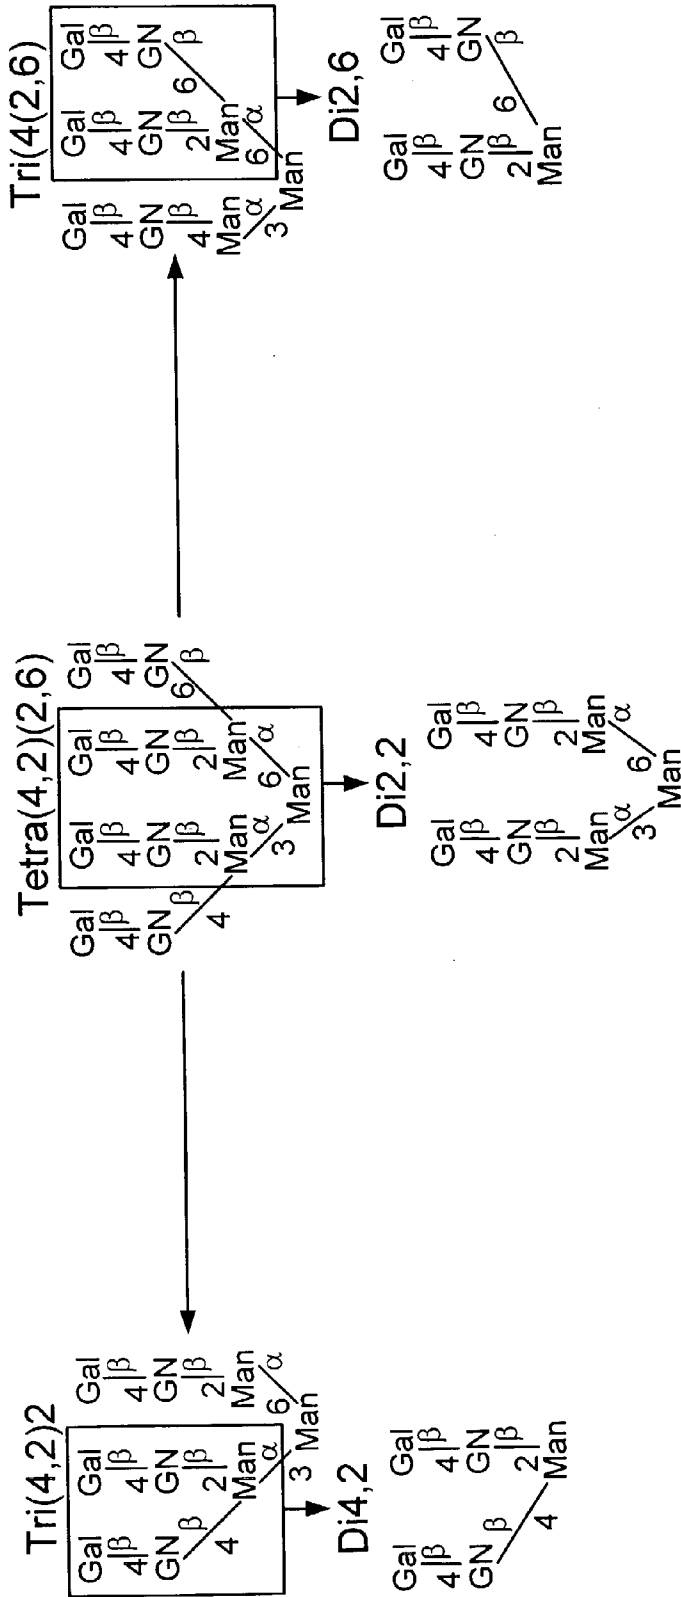 Tri(4,2)2
Gal Gal Gal
4 β 4 β 4 β
GN GN GN
β 2 β 2 β
4 Man Man
α 6 α
3 Man
Di4,2
Gal Gal
4 β 4 β
GN GN
β 2 β
4 Man
Tetra(4,2)(2,6)
Gal Gal Gal Gal
4 β 4 β 4 β 4 β
GN GN GN GN
β 2 β 2 β 6 β
4 Man Man
α 6 α
3 Man
Di2,2
Gal Gal
4 β 4 β
GN GN
2 β 2 β
Man Man
α 6 α
3 Man
Tri(4(2,6)
Gal Gal Gal
4 β 4 β 4 β
GN GN GN
4 β 2 β 6 β
Man Man
α 6 α
3 Man
Di2,6
Gal Gal
4 β 4 β
GN GN
2 β 6 β
Man